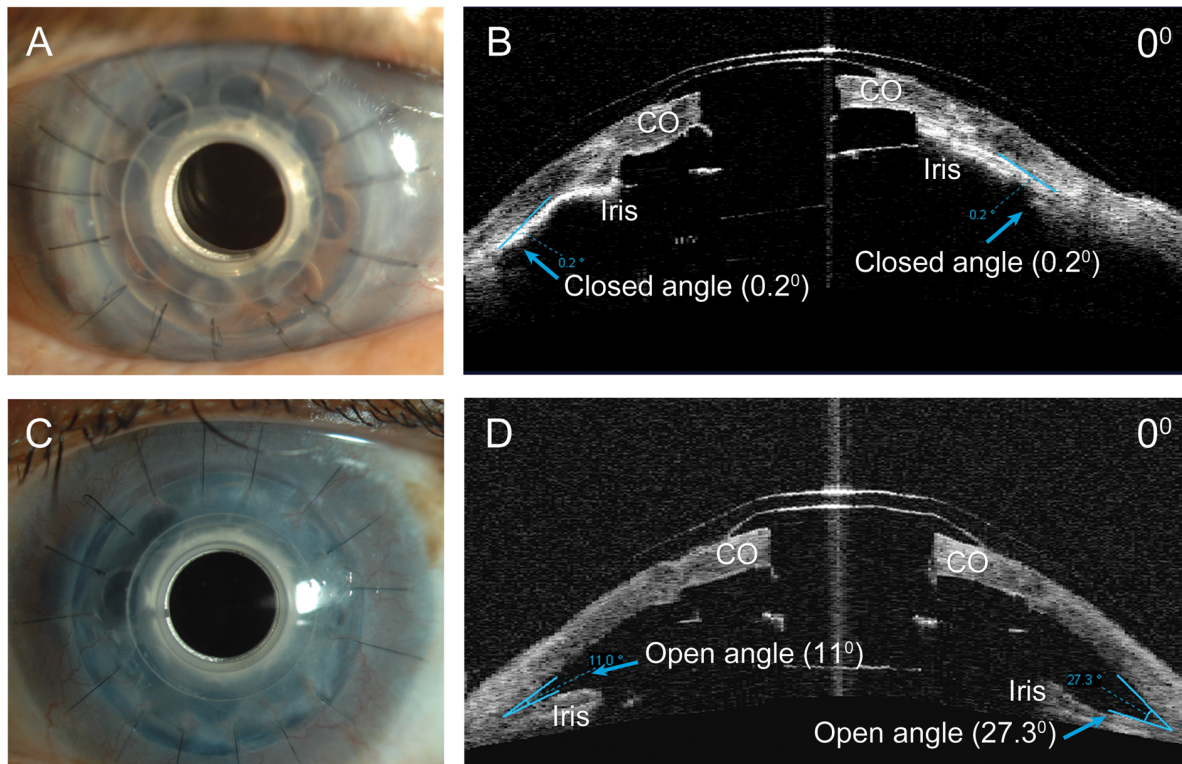 A
B
0⁰
CO
CO
Iris
Iris
0.2 °
0.2 °
Closed angle (0.2⁰)
Closed angle (0.2⁰)
C
D
0⁰
CO
CO
11.0 °
Open angle (11⁰)
Iris
Iris
27.3 °
Open angle (27.3⁰)